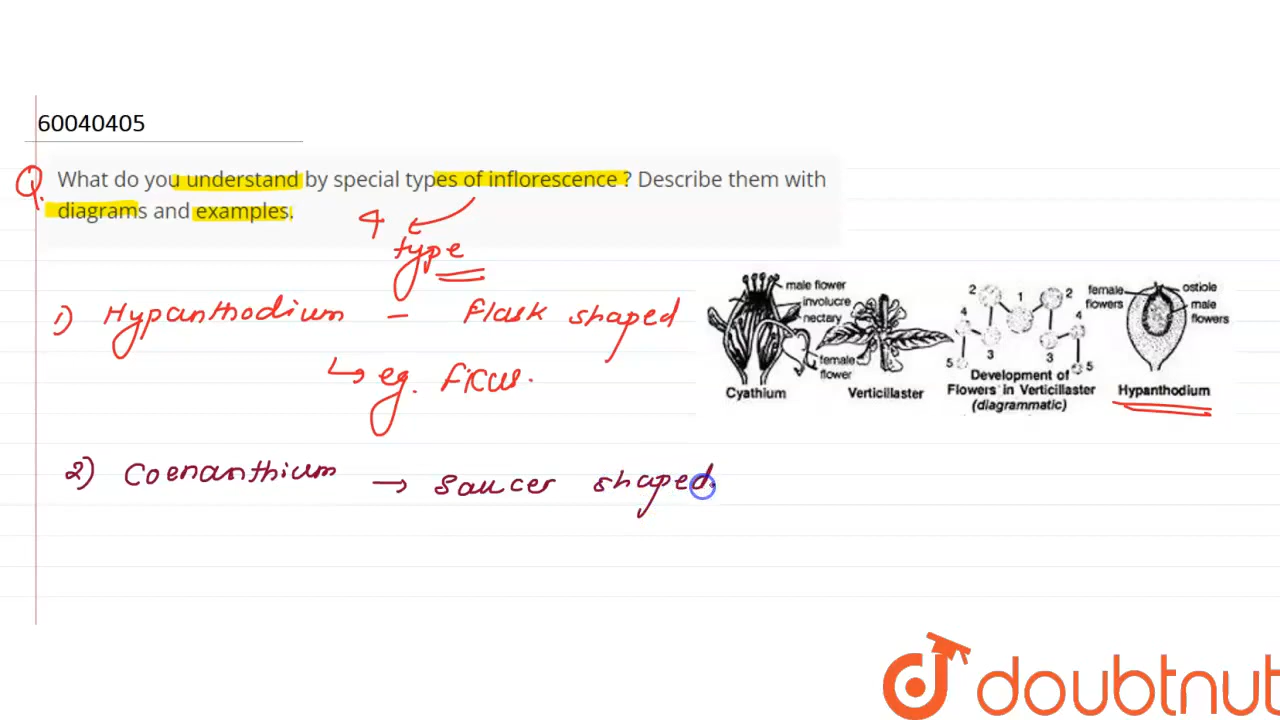 60040405
Q. What do you understand by special types of inflorescence ? Describe them with
diagrams and examples.
4
type
1) Hypanthodium – Flask shaped
↳ eg. Ficus.
2) Coenanthium → Saucer shaped.
male flower
involucre
nectary
female
flower
Cyathium
Verticillaster
2 1 2
4 4
3 3
5 5
Development of
Flowers in Verticillaster
(diagrammatic)
female
flowers
ostiole
male
flowers
Hypanthodium
doubtnut